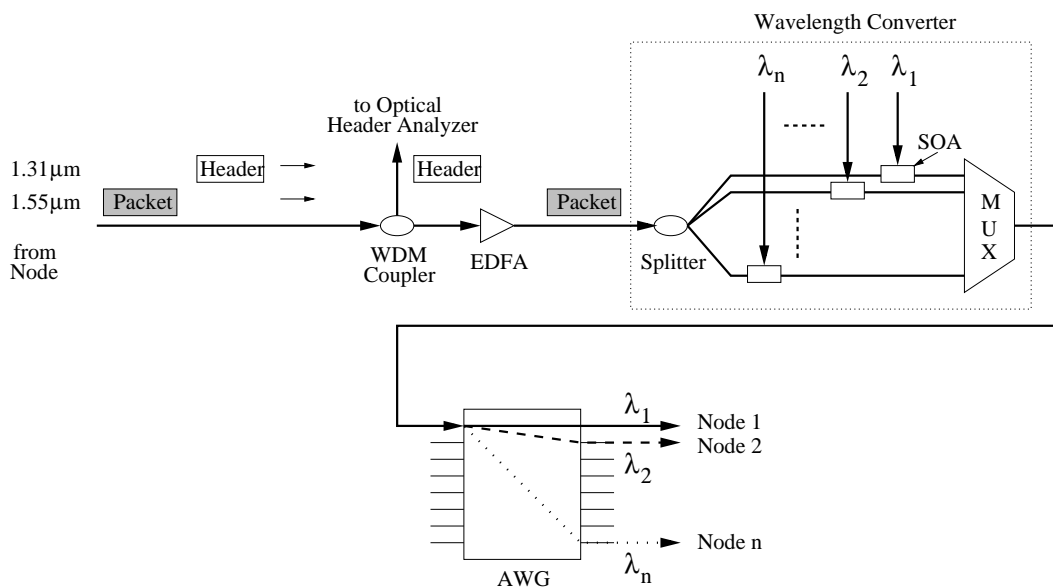 Wavelength Converter
λn
λ2
λ1
to Optical
Header Analyzer
SOA
1.31μm
Header
Header
1.55μm
Packet
Packet
MUX
from
Node
WDM
Coupler
EDFA
Splitter
λ1
Node 1
Node 2
λ2
Node n
λn
AWG